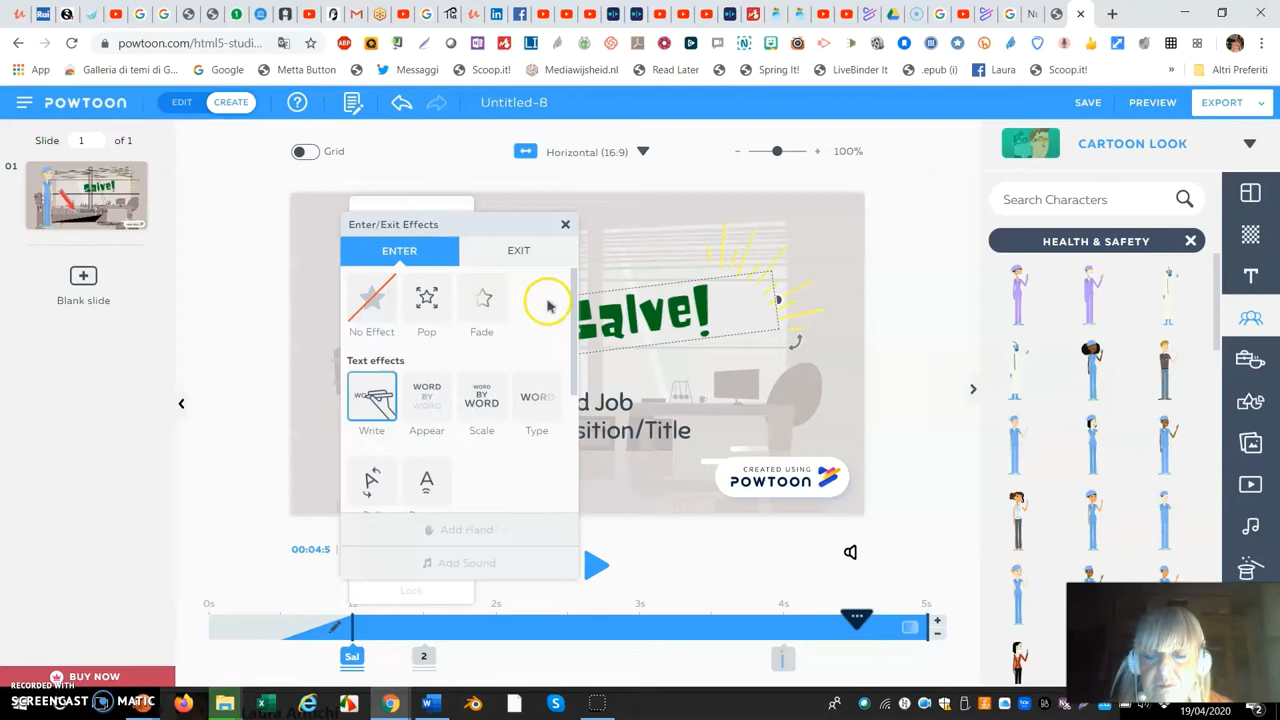 powtoon.com/html5-studi...
App
Galleria di temi di G...
Google
Metta Button
Messaggi
Scoop.it!
Mediawijsheid.nl
Read Later
Spring It!
LiveBinder It
.epub (i)
Laura
Scoop.it!
»
Altri Preferiti
POWTOON
EDIT
CREATE
Untitled-8
SAVE
PREVIEW
EXPORT
Slide 1 of 1
Grid
Horizontal (16:9)
- + 100%
CARTOON LOOK
01
Salve!
Blank slide
Search Characters
HEALTH & SAFETY
Enter/Exit Effects
ENTER
EXIT
No Effect
Pop
Fade
Text effects
Write
Appear
Scale
Type
WORD BY WORD
WORD BY WORD
WORD
Add Hand
Add Sound
Lock
Salve!
d Job
sition/Title
CREATED USING
POWTOON
00:04:5
0s
2s
3s
4s
5s
Sal
2
BUY NOW
RECORDED WITH
SCREENCAST MATIC
19/04/2020
2